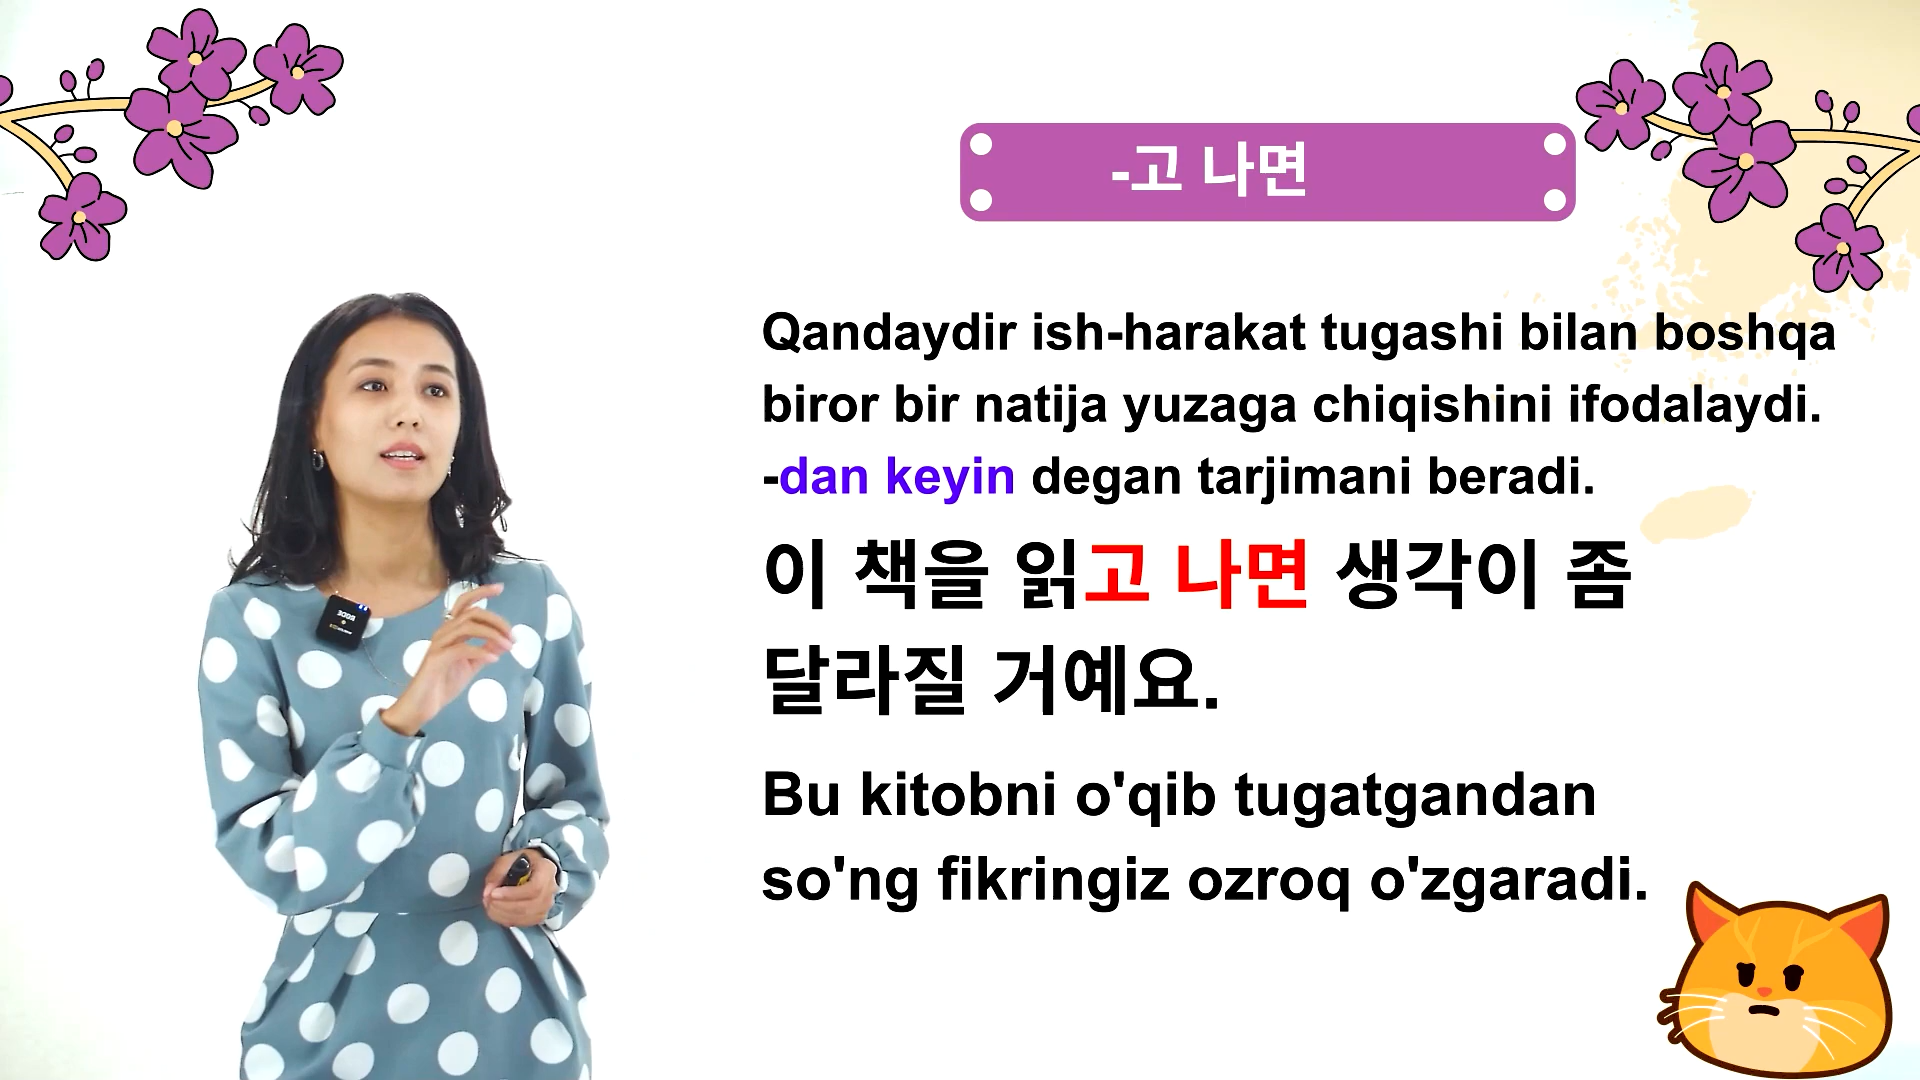 -고 나면
Qandaydir ish-harakat tugashi bilan boshqa
biror bir natija yuzaga chiqishini ifodalaydi.
-dan keyin degan tarjimani beradi.
이 책을 읽고 나면 생각이 좀
달라질 거예요.
Bu kitobni o'qib tugatgandan
so'ng fikringiz ozroq o'zgaradi.
RODE